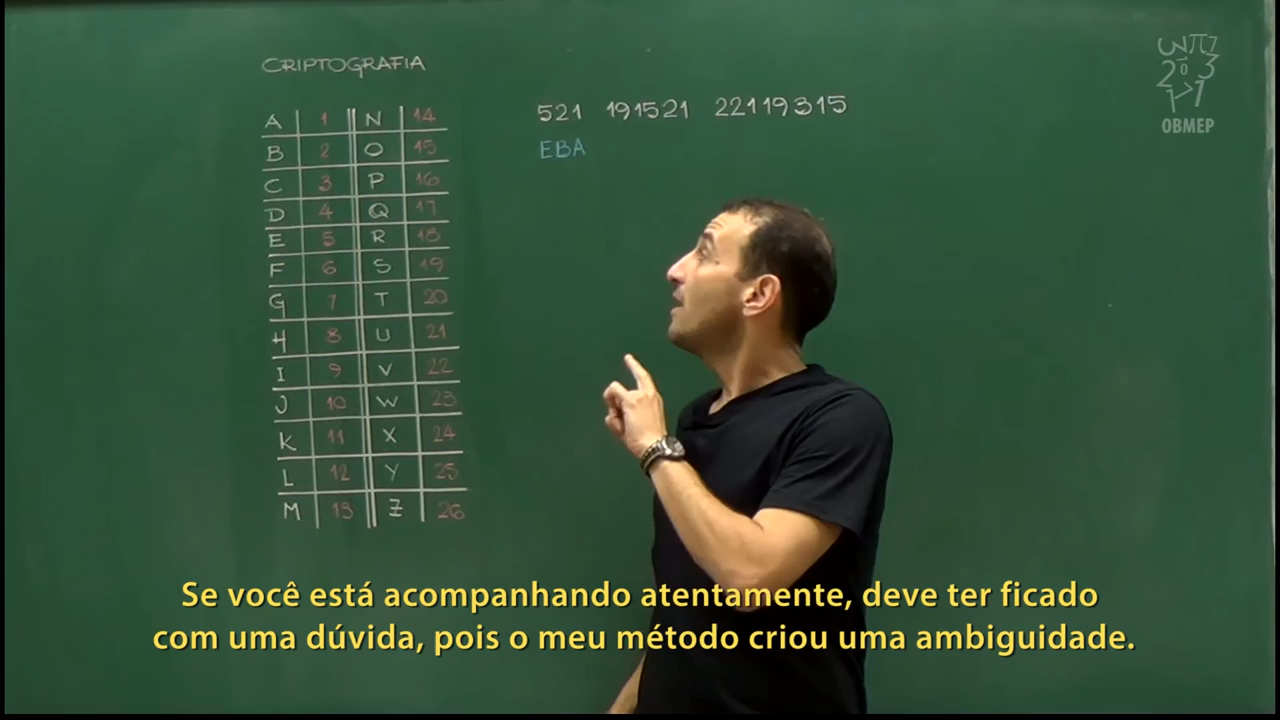 CRIPTOGRAFIA
A 1 N 14
B 2 O 15
C 3 P 16
D 4 Q 17
E 5 R 18
F 6 S 19
G 7 T 20
H 8 U 21
I 9 V 22
J 10 W 23
K 11 X 24
L 12 Y 25
M 13 Z 26
521 191521 22119315
EBA
OBMEP
Se você está acompanhando atentamente, deve ter ficado
com uma dúvida, pois o meu método criou uma ambiguidade.